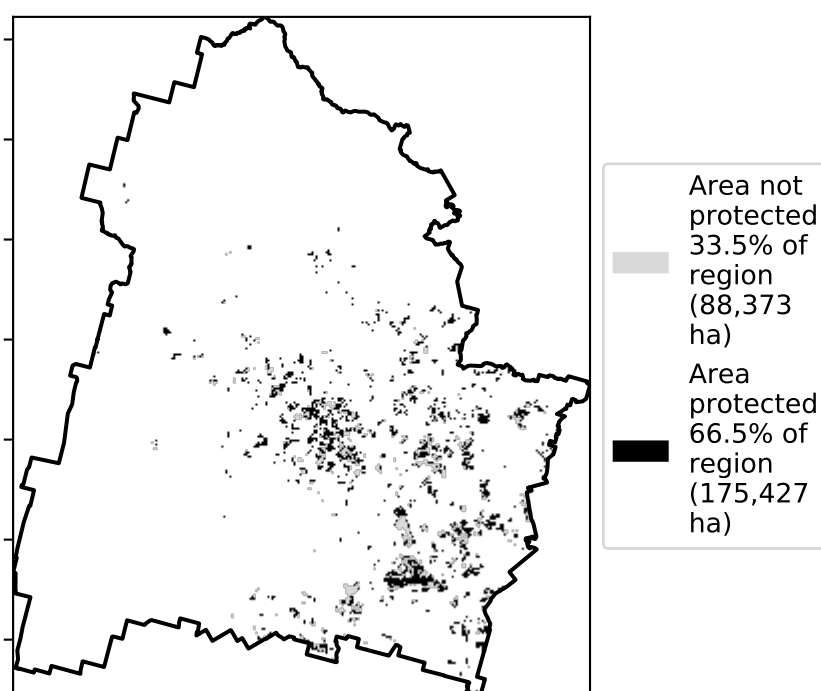 Area not
protected
33.5% of
region
(88,373
ha)
Area
protected
66.5% of
region
(175,427
ha)